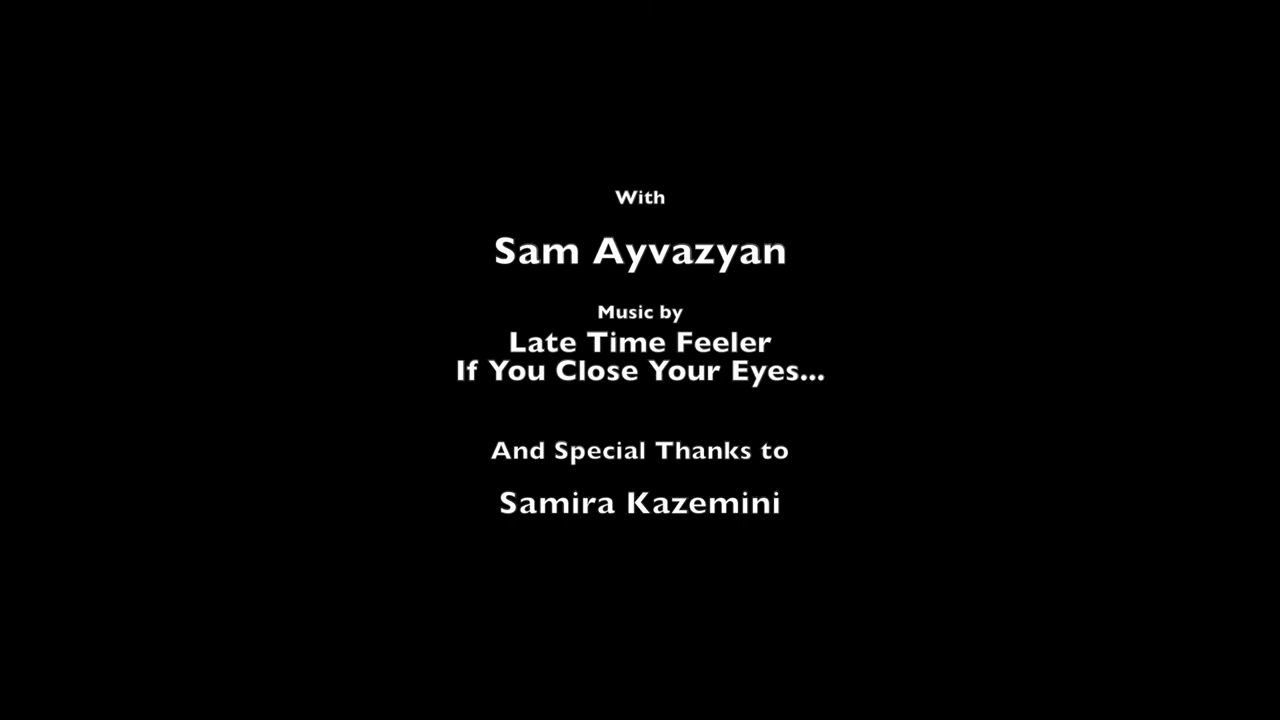 With
Sam Ayvazyan
Music by
Late Time Feeler
If You Close Your Eyes...
And Special Thanks to
Samira Kazemini